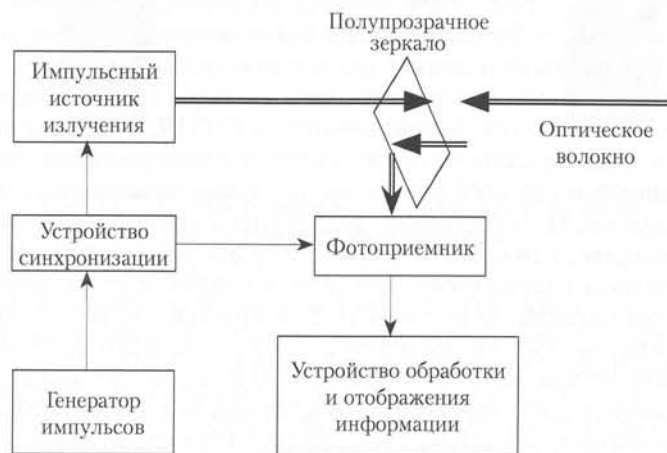 Полупрозрачное
зеркало
Импульсный
источник
излучения
Оптическое
волокно
Устройство
синхронизации
Фотоприемник
Генератор
импульсов
Устройство обработки
и отображения
информации